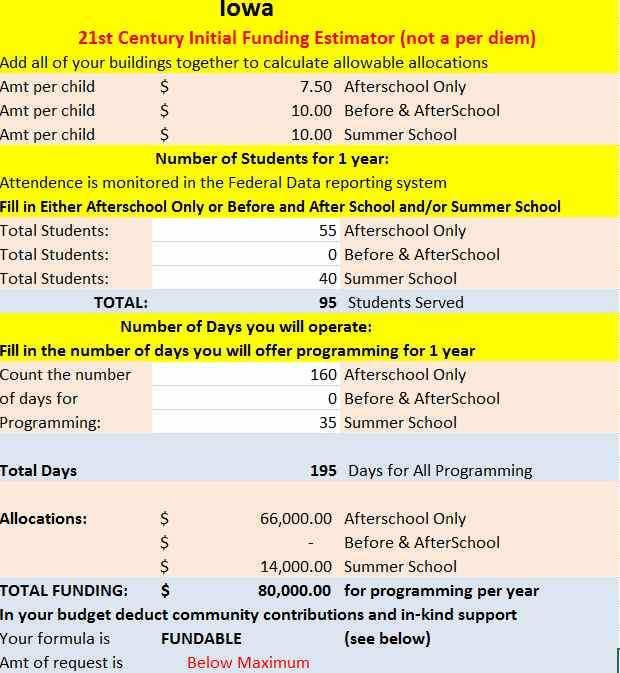 Iowa
21st Century Initial Funding Estimator (not a per diem)
Add all of your buildings together to calculate allowable allocations
Amt per child $ 7.50 Afterschool Only
Amt per child $ 10.00 Before & AfterSchool
Amt per child $ 10.00 Summer School
Number of Students for 1 year:
Attendence is monitored in the Federal Data reporting system
Fill in Either Afterschool Only or Before and After School and/or Summer School
Total Students: 55 Afterschool Only
Total Students: 0 Before & AfterSchool
Total Students: 40 Summer School
TOTAL: 95 Students Served
Number of Days you will operate:
Fill in the number of days you will offer programming for 1 year
Count the number 160 Afterschool Only
of days for 0 Before & AfterSchool
Programming: 35 Summer School
Total Days 195 Days for All Programming
Allocations: $ 66,000.00 Afterschool Only
$ - Before & AfterSchool
$ 14,000.00 Summer School
TOTAL FUNDING: $ 80,000.00 for programming per year
In your budget deduct community contributions and in-kind support
Your formula is FUNDABLE (see below)
Amt of request is Below Maximum